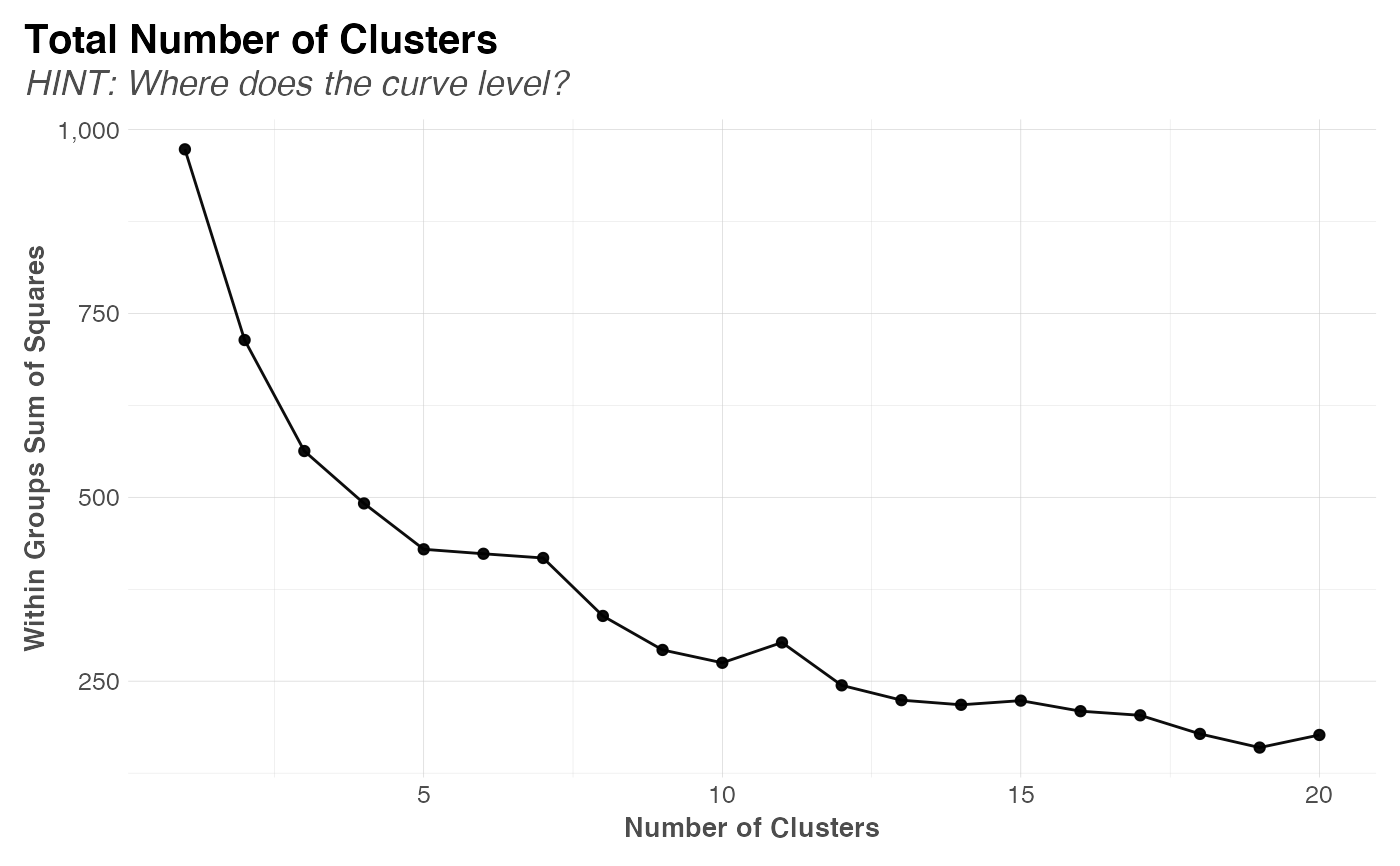 Total Number of Clusters
HINT: Where does the curve level?
1,000
750
500
250
Within Groups Sum of Squares
5
10
15
20
Number of Clusters